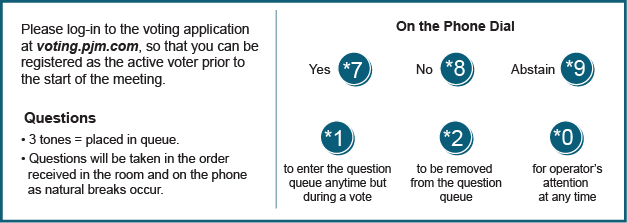 Please log-in to the voting application
at voting.pjm.com, so that you can be
registered as the active voter prior to
the start of the meeting.
Questions
• 3 tones = placed in queue.
• Questions will be taken in the order
received in the room and on the phone
as natural breaks occur.
On the Phone Dial
Yes *7 No *8 Abstain *9
*1
to enter the question
queue anytime but
during a vote
*2
to be removed
from the question
queue
*0
for operator's
attention
at any time